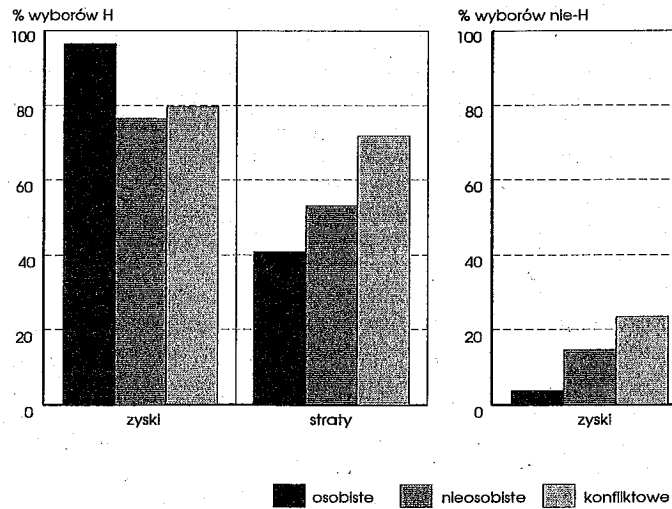 % wyborów H
100
80
60
40
20
0
zyski
straty
% wyborów nie-H
100
80
60
40
20
0
zyski
osobiste
nieosobiste
konfliktowe